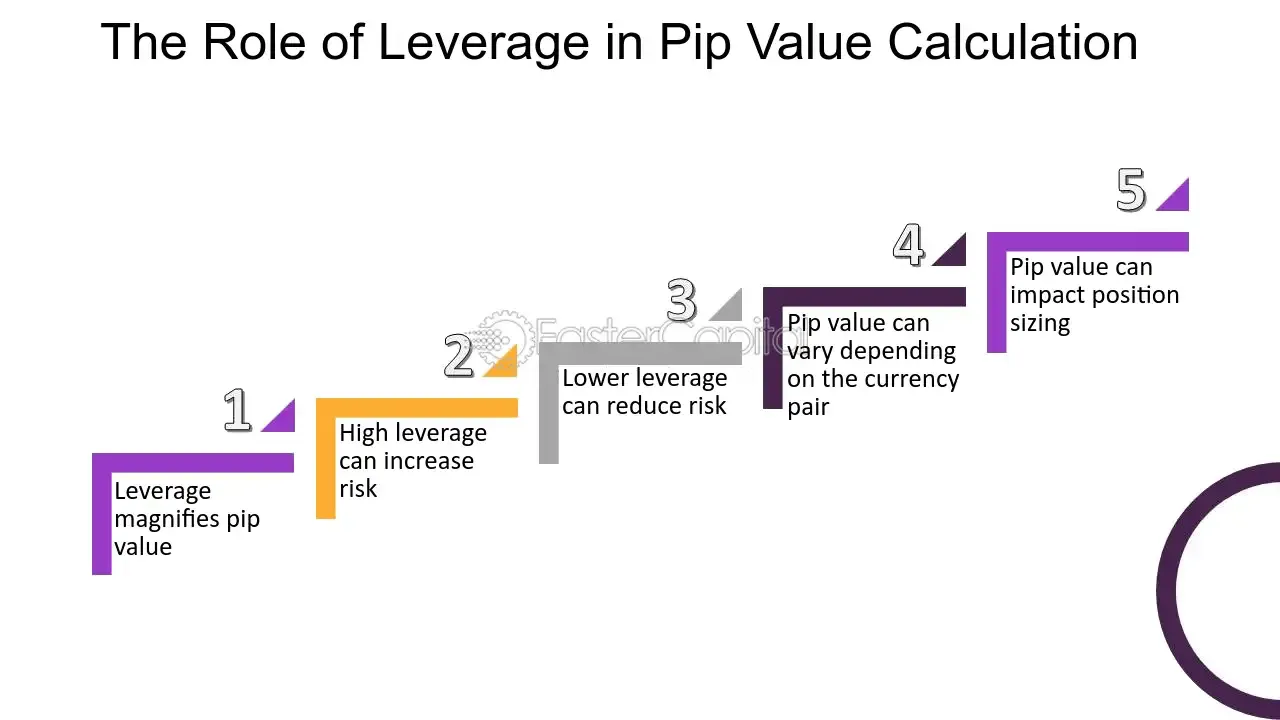 The Role of Leverage in Pip Value Calculation
1
Leverage
magnifies pip
value
2
High leverage
can increase
risk
3
Lower leverage
can reduce risk
4
Pip value can
vary depending
on the currency
pair
5
Pip value can
impact position
sizing
FasterCapital